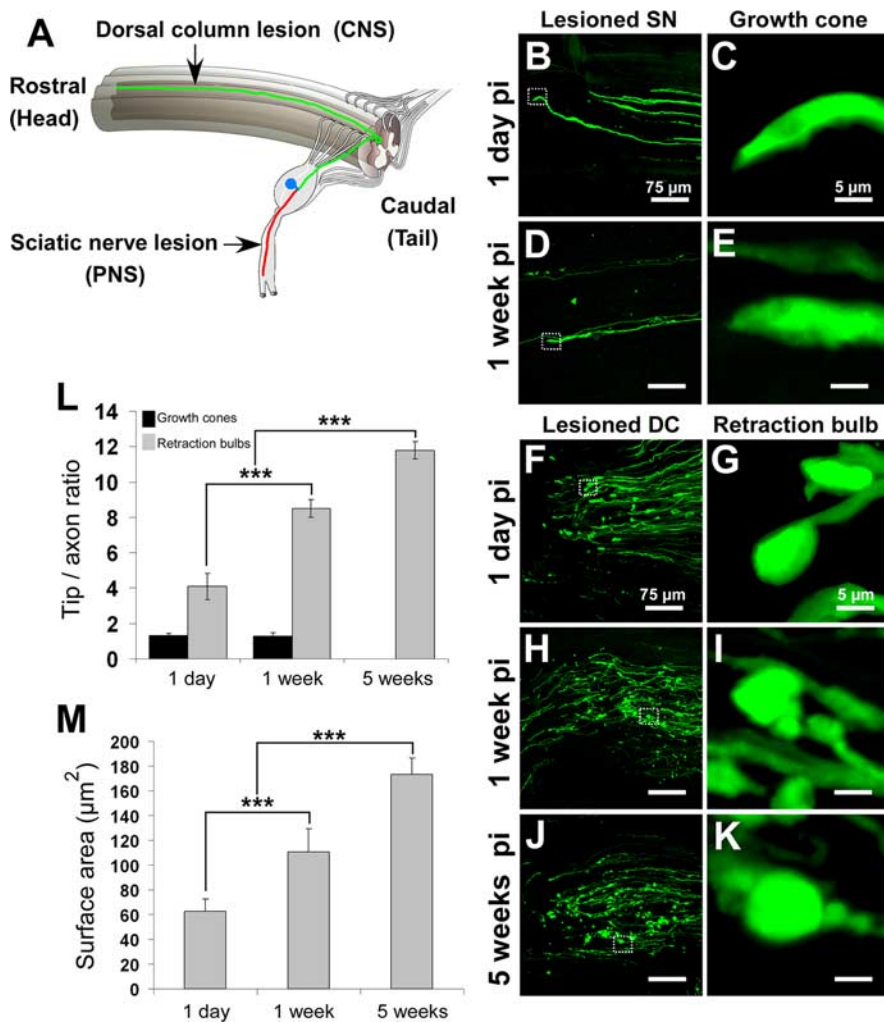 A
Dorsal column lesion (CNS)
Rostral
(Head)
Caudal
(Tail)
Sciatic nerve lesion
(PNS)
Lesioned SN
Growth cone
1 day pi
B
75 µm
C
5 µm
1 week pi
D
E
Lesioned DC
Retraction bulb
1 day pi
F
75 µm
G
5 µm
1 week pi
H
I
5 weeks pi
J
K
L
Growth cones
Retraction bulbs
***
***
Tip / axon ratio
14
12
10
8
6
4
2
0
1 day
1 week
5 weeks
M
***
***
Surface area (µm2)
200
180
160
140
120
100
80
60
40
20
0
1 day
1 week
5 weeks